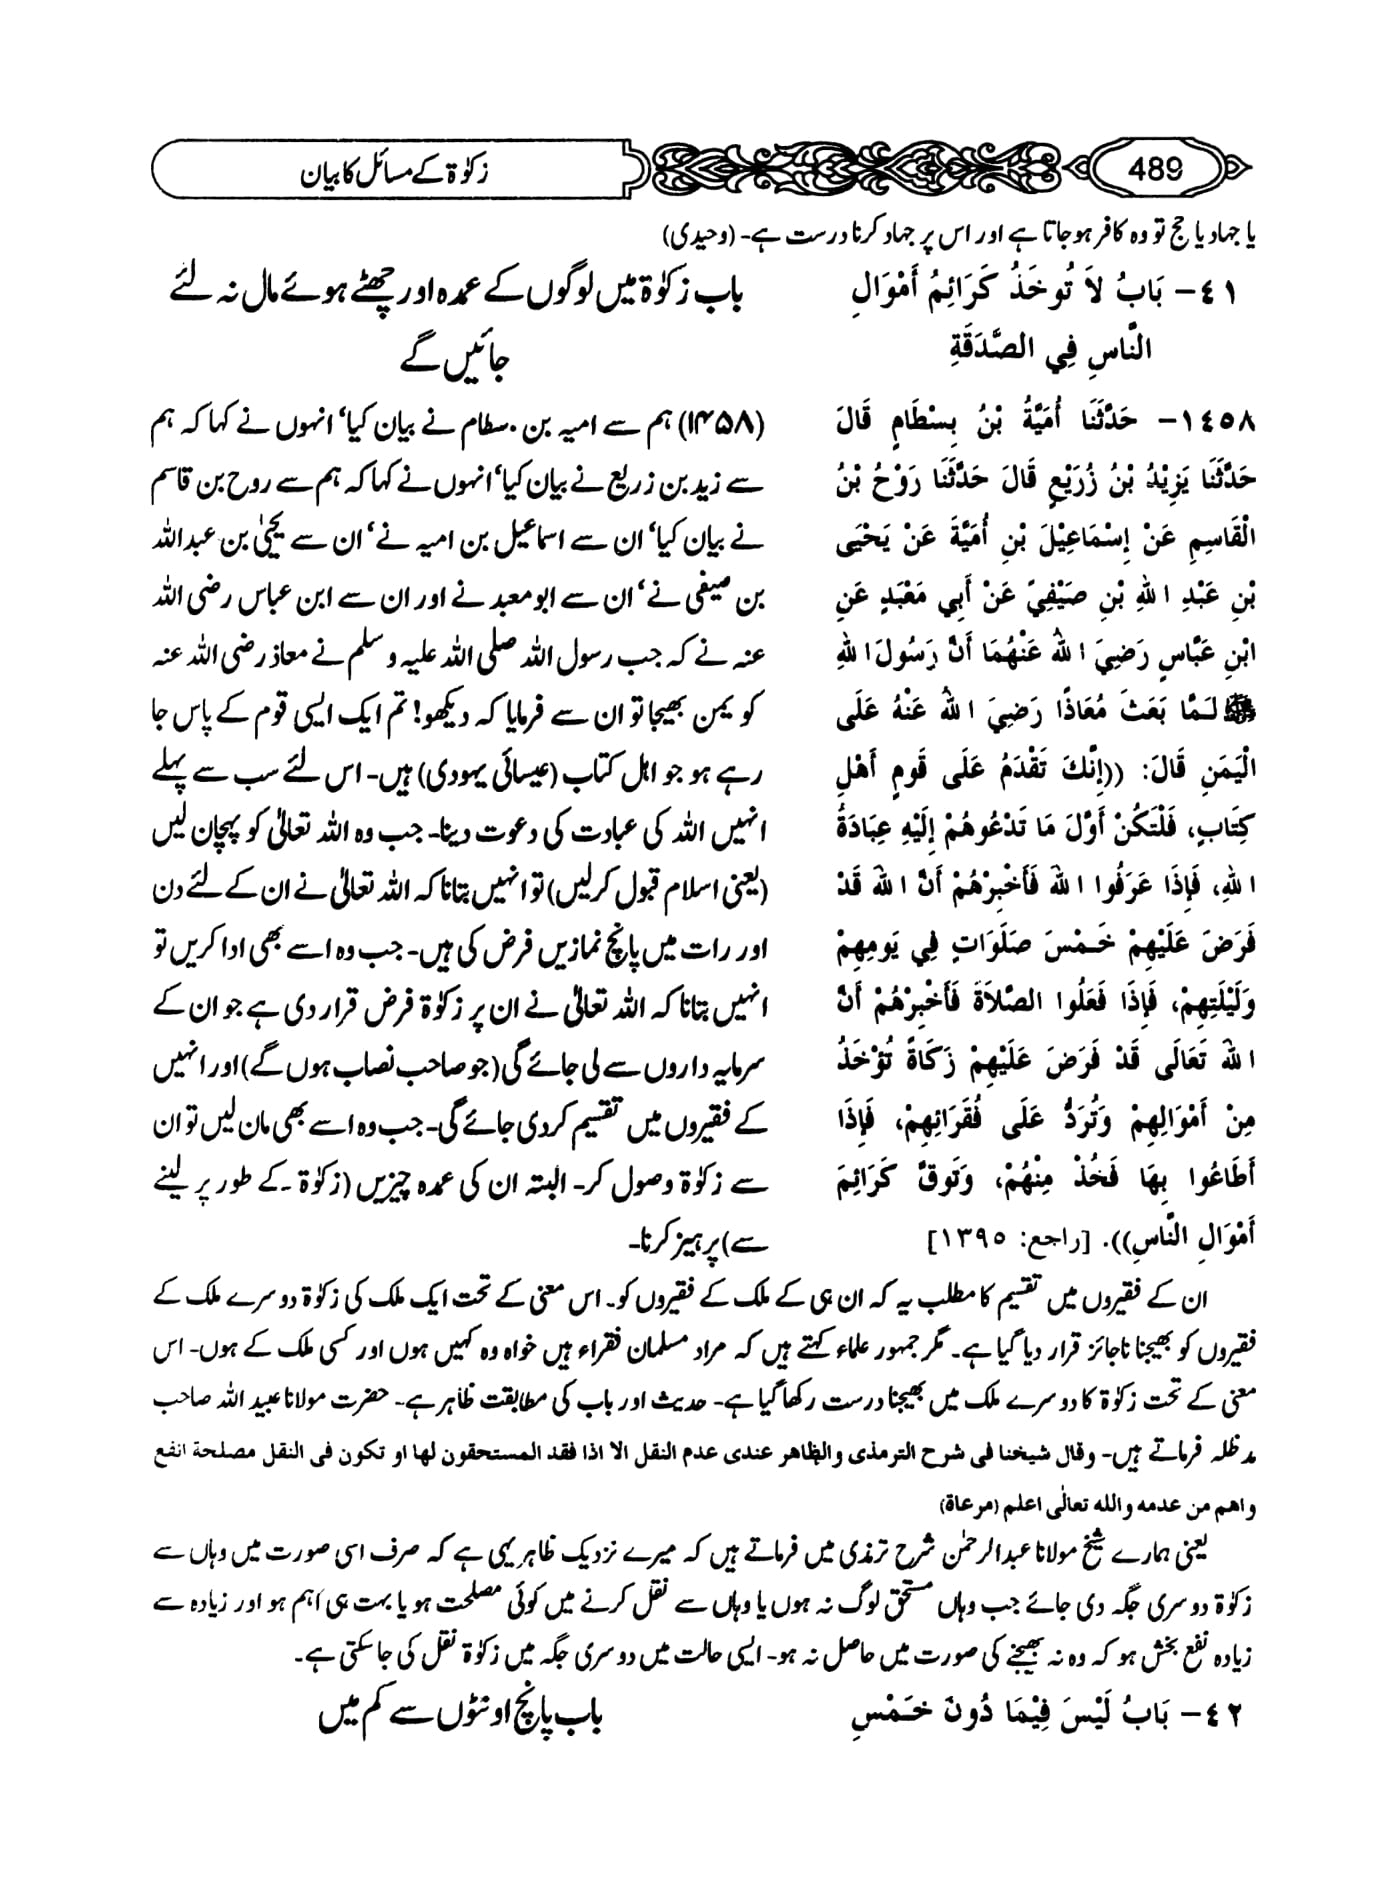 489
زکوٰۃ کے مسائل کا بیان
یا جہاد یا حج تو وہ کافر ہو جاتا ہے اور اس پر جہاد کرنا درست ہے۔ (وحیدی)
٤١- بَابُ لاَ تُوخَذُ كَرَائِمُ أَمْوَالِ
النَّاسِ فِي الصَّدَقَةِ
١٤٥٨- حَدَّثَنَا أُمَيَّةُ بْنُ بِسْطَامٍ قَالَ
حَدَّثَنَا يَزِيْدُ بْنُ زُرَيْعٍ قَالَ حَدَّثَنَا رَوْحُ بْنُ
الْقَاسِمِ عَنْ إِسْمَاعِيْلَ بْنِ أُمَيَّةَ عَنْ يَحْيَى
بْنِ عَبْدِ اللهِ بْنِ صَيْفِيّ عَنْ أَبِي مَعْبَدٍ عَنِ
ابْنِ عَبَّاسٍ رَضِيَ اللهُ عَنْهُمَا أَنَّ رَسُولَ اللهِ
ﷺ لَـمَّا بَعَثَ مُعَاذًا رَضِيَ اللهُ عَنْهُ عَلَى
الْيَمَنِ قَالَ: ((إِنَّكَ تَقْدَمُ عَلَى قَومٍ أَهْلِ
كِتَابٍ، فَلْتَكُنْ أَوَّلَ مَا تَدْعُوهُمْ إِلَيْهِ عِبَادَةُ
اللهِ، فَإِذَا عَرَفُوا اللهَ فَأَخْبِرْهُمْ أَنَّ اللهَ قَدْ
فَرَضَ عَلَيْهِمْ خَـمْسَ صَلَوَاتٍ فِي يَومِهِمْ
وَلَيْلَتِهِمْ، فَإِذَا فَعَلُوا الصَّلاَةَ فَأَخْبِرْهُمْ أَنَّ
اللهَ تَعَالَى قَدْ فَرَضَ عَلَيْهِمْ زَكَاةً تُؤْخَذُ
مِنْ أَمْوَالِهِمْ وَتُرَدُّ عَلَى فُقَرَائِهِمْ، فَإِذَا
أَطَاعُوا بِهَا فَخُذْ مِنْهُمْ، وَتَوَقَّ كَرَائِمَ
أَمْوَالِ النَّاسِ)). [راجع: ١٣٩٥]
باب زکوٰۃ میں لوگوں کے عمدہ اور چھٹے ہوئے مال نہ لئے
جائیں گے
(۱۴۵۸) ہم سے امیہ بن بسطام نے بیان کیا‘ انہوں نے کہا کہ ہم
سے زید بن زریع نے بیان کیا‘ انہوں نے کہا کہ ہم سے روح بن قاسم
نے بیان کیا‘ ان سے اسماعیل بن امیہ نے‘ ان سے یحییٰ بن عبد اللہ
بن صیفی نے‘ ان سے ابو معبد نے اور ان سے ابن عباس رضی اللہ
عنہ نے کہ جب رسول اللہ صلی اللہ علیہ و سلم نے معاذ رضی اللہ عنہ
کو یمن بھیجا تو ان سے فرمایا کہ دیکھو! تم ایک ایسی قوم کے پاس جا
رہے ہو جو اہل کتاب (عیسائی یہودی) ہیں۔ اس لئے سب سے پہلے
انہیں اللہ کی عبادت کی دعوت دینا۔ جب وہ اللہ تعالیٰ کو پہچان لیں
(یعنی اسلام قبول کرلیں) تو انہیں بتانا کہ اللہ تعالیٰ نے ان کے لئے دن
اور رات میں پانچ نمازیں فرض کی ہیں۔ جب وہ اسے بھی ادا کریں تو
انہیں بتانا کہ اللہ تعالیٰ نے ان پر زکوٰۃ فرض قرار دی ہے جو ان کے
سرمایہ داروں سے لی جائے گی (جو صاحب نصاب ہوں گے) اور انہیں
کے فقیروں میں تقسیم کردی جائے گی۔ جب وہ اسے بھی مان لیں تو ان
سے زکوٰۃ وصول کر۔ البتہ ان کی عمدہ چیزیں (زکوٰۃ کے طور پر لینے
سے) پرہیز کرنا۔
ان کے فقیروں میں تقسیم کا مطلب یہ کہ ان ہی کے ملک کے فقیروں کو۔ اس معنی کے تحت ایک ملک کی زکوٰۃ دوسرے ملک کے
فقیروں کو بھیجنا ناجائز قرار دیا گیا ہے۔ مگر جمہور علماء کہتے ہیں کہ مراد مسلمان فقراء ہیں خواہ وہ کہیں ہوں اور کسی ملک کے ہوں۔ اس
معنی کے تحت زکوٰۃ کا دوسرے ملک میں بھیجنا درست رکھا گیا ہے۔ حدیث اور باب کی مطابقت ظاہر ہے۔ حضرت مولانا عبید اللہ صاحب
مدظلہ فرماتے ہیں۔ وقال شیخنا فی شرح الترمذی والظاهر عندی عدم النقل الا اذا فقد المستحقون لها او تکون فی النقل مصلحة انفع
واهم من عدمه والله تعالٰی اعلم (مرعاة)
یعنی ہمارے شیخ مولانا عبد الرحمٰن شرح ترمذی میں فرماتے ہیں کہ میرے نزدیک ظاہر یہی ہے کہ صرف اسی صورت میں وہاں سے
زکوٰۃ دوسری جگہ دی جائے جب وہاں مستحق لوگ نہ ہوں یا وہاں سے نقل کرنے میں کوئی مصلحت ہو یا بہت ہی اہم ہو اور زیادہ سے
زیادہ نفع بخش ہو کہ وہ نہ بھیجنے کی صورت میں حاصل نہ ہو۔ ایسی حالت میں دوسری جگہ میں زکوٰۃ نقل کی جاسکتی ہے۔
٤٢- بَابُ لَيْسَ فِيْمَا دُونَ خَـمْسِ
باب پانچ اونٹوں سے کم میں